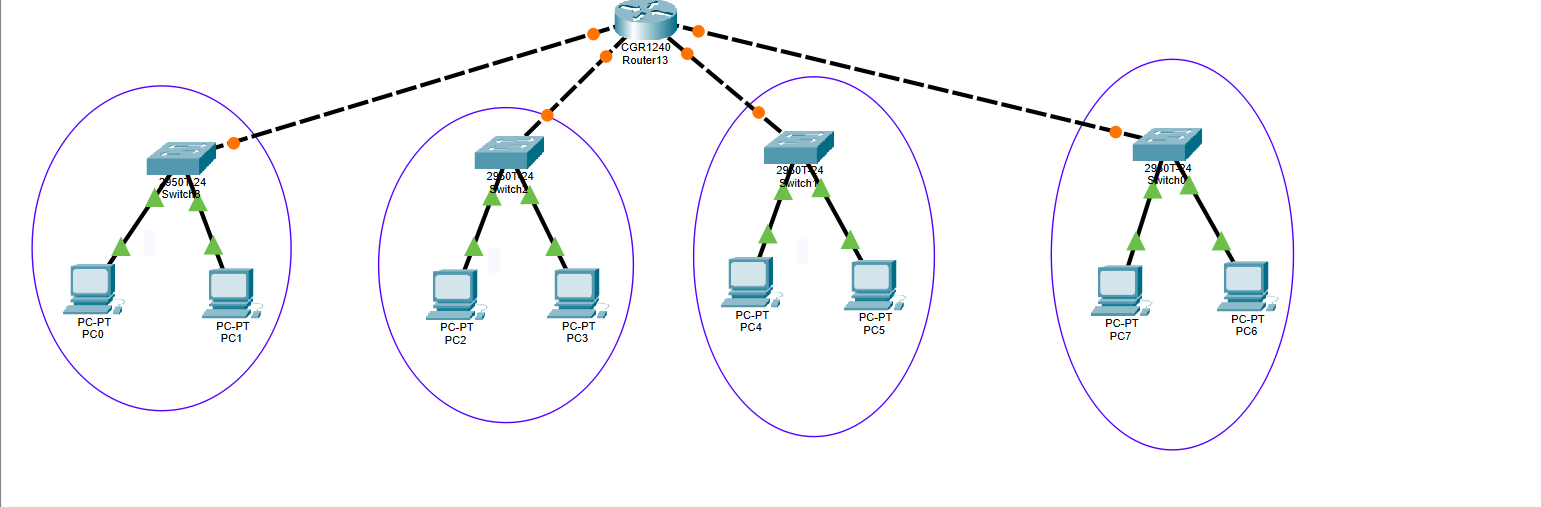 CGR1240
Router13
2950T-24
Switch3
2950T-24
Switch2
2950T-24
Switch1
2950T-24
Switch0
PC-PT
PC0
PC-PT
PC1
PC-PT
PC2
PC-PT
PC3
PC-PT
PC4
PC-PT
PC5
PC-PT
PC7
PC-PT
PC6